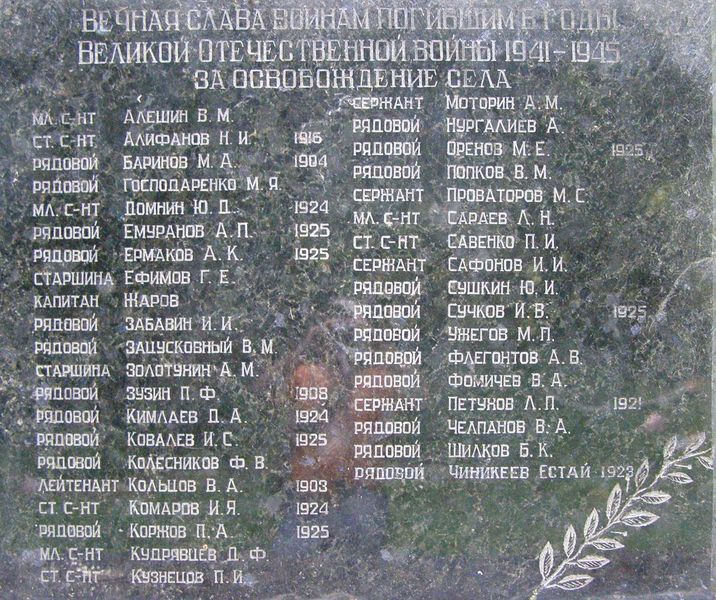 ВЕЧНАЯ СЛАВА ВОИНАМ ПОГИБШИМ В ГОДЫ
ВЕЛИКОЙ ОТЕЧЕСТВЕННОЙ ВОЙНЫ 1941-1945
ЗА ОСВОБОЖДЕНИЕ СЕЛА
МЛ. С-НТ АЛЕШИН В. М.
СТ. С-НТ АЛИФАНОВ Н. И. 1916
РЯДОВОЙ БАРИНОВ М. А. 1904
РЯДОВОЙ ГОСПОДАРЕНКО М. Я.
МЛ. С-НТ ДОМНИН Ю. Д. 1924
РЯДОВОЙ ЕМУРАНОВ А. П. 1925
РЯДОВОЙ ЕРМАКОВ А. К. 1925
СТАРШИНА ЕФИМОВ Г. Е.
КАПИТАН ЖАРОВ
РЯДОВОЙ ЗАБАВИН И. И.
РЯДОВОЙ ЗАЦУСКОВНЫЙ В. М.
СТАРШИНА ЗОЛОТУХИН А. М.
РЯДОВОЙ ЗУЗИН П. Ф. 1908
РЯДОВОЙ КИМЛАЕВ Д. А. 1924
РЯДОВОЙ КОВАЛЕВ И. С. 1925
РЯДОВОЙ КОЛЕСНИКОВ Ф. В.
ЛЕЙТЕНАНТ КОЛЬЦОВ В. А. 1903
СТ. С-НТ КОМАРОВ И. Я. 1924
РЯДОВОЙ КОРЖОВ П. А. 1925
МЛ. С-НТ КУДРЯВЦЕВ Д. Ф.
СТ. С-НТ КУЗНЕЦОВ П. И.
СЕРЖАНТ МОТОРИН А. М.
РЯДОВОЙ НУРГАЛИЕВ А.
РЯДОВОЙ ОРЕНОВ М. Е. 1925
РЯДОВОЙ ПОПКОВ В. М.
СЕРЖАНТ ПРОВАТОРОВ М. С.
МЛ. С-НТ САРАЕВ Л. Н.
СТ. С-НТ САВЕНКО П. И.
СЕРЖАНТ САФОНОВ И. И.
РЯДОВОЙ СУШКИН Ю. И.
РЯДОВОЙ СУЧКОВ И. В. 1925
РЯДОВОЙ УЖЕГОВ М. П.
РЯДОВОЙ ФЛЕГОНТОВ А. В.
РЯДОВОЙ ФОМИЧЕВ В. А.
СЕРЖАНТ ПЕТУХОВ Л. П. 1921
РЯДОВОЙ ЧЕЛПАНОВ В. А.
РЯДОВОЙ ШИЛКОВ Б. К.
РЯДОВОЙ ЧИНИКЕЕВ ЕСТАЙ 1923